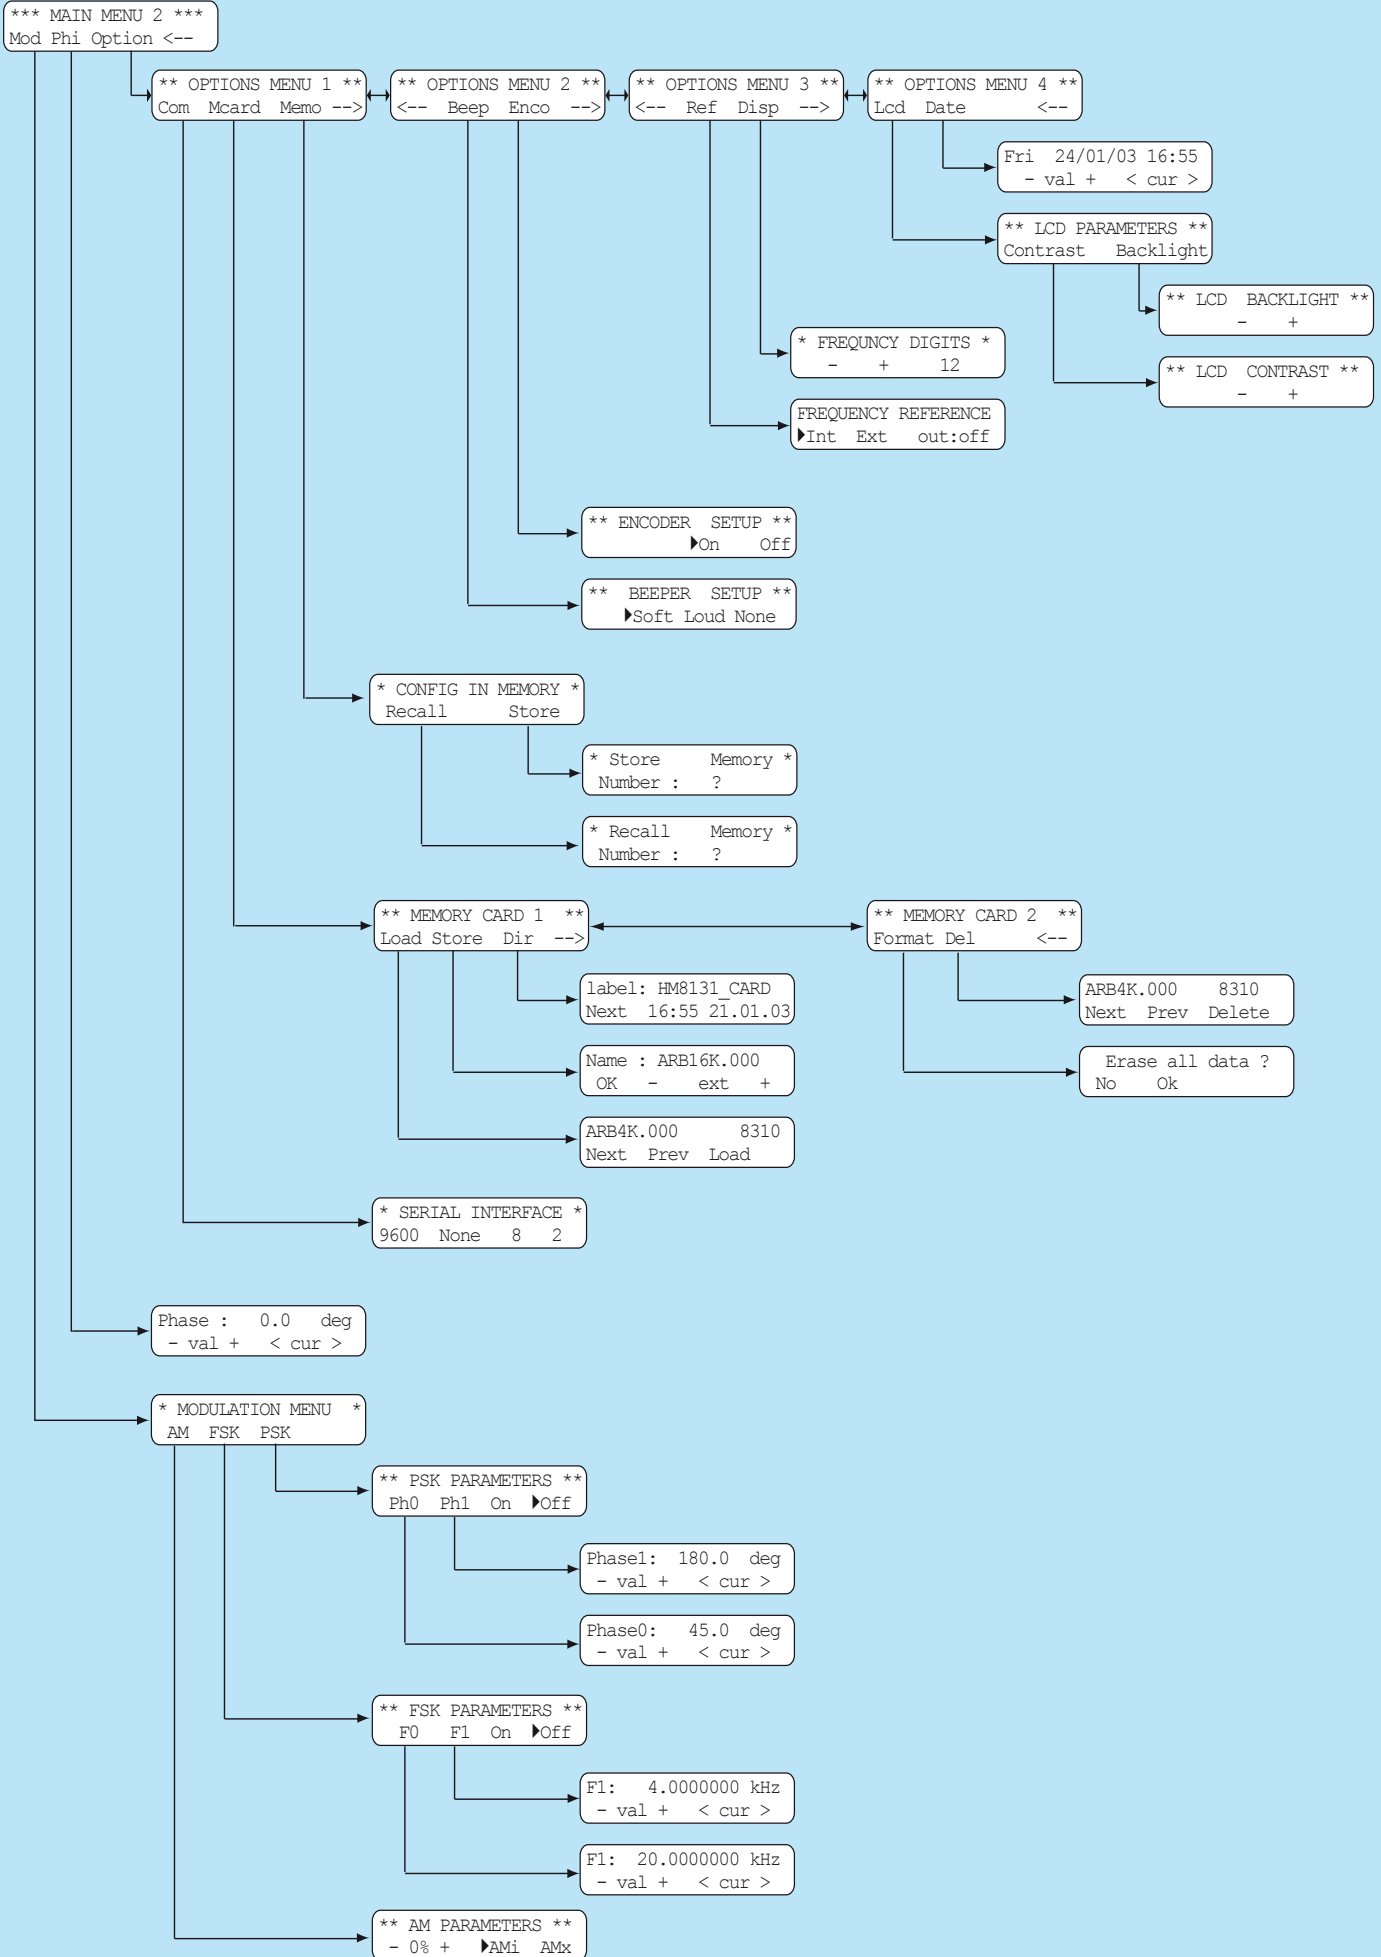 *** MAIN MENU 2 ***
Mod Phi Option <--
** OPTIONS MENU 1 **
Com Mcard Memo -->
** OPTIONS MENU 2 **
<-- Beep Enco -->
** OPTIONS MENU 3 **
<-- Ref Disp -->
** OPTIONS MENU 4 **
Lcd Date <--
Fri 24/01/03 16:55
- val + < cur >
** LCD PARAMETERS **
Contrast Backlight
** LCD BACKLIGHT **
- +
* FREQUNCY DIGITS *
- + 12
** LCD CONTRAST **
- +
FREQUENCY REFERENCE
Int Ext out:off
** ENCODER SETUP **
On Off
** BEEPER SETUP **
Soft Loud None
* CONFIG IN MEMORY *
Recall Store
* Store Memory *
Number : ?
* Recall Memory *
Number : ?
** MEMORY CARD 1 **
Load Store Dir -->
** MEMORY CARD 2 **
Format Del <--
label: HM8131_CARD
Next 16:55 21.01.03
ARB4K.000 8310
Next Prev Delete
Name : ARB16K.000
OK - ext +
Erase all data ?
No Ok
ARB4K.000 8310
Next Prev Load
* SERIAL INTERFACE *
9600 None 8 2
Phase : 0.0 deg
- val + < cur >
* MODULATION MENU *
AM FSK PSK
** PSK PARAMETERS **
Ph0 Ph1 On Off
Phase1: 180.0 deg
- val + < cur >
Phase0: 45.0 deg
- val + < cur >
** FSK PARAMETERS **
F0 F1 On Off
F1: 4.0000000 kHz
- val + < cur >
F1: 20.0000000 kHz
- val + < cur >
** AM PARAMETERS **
- 0% + AMi AMx